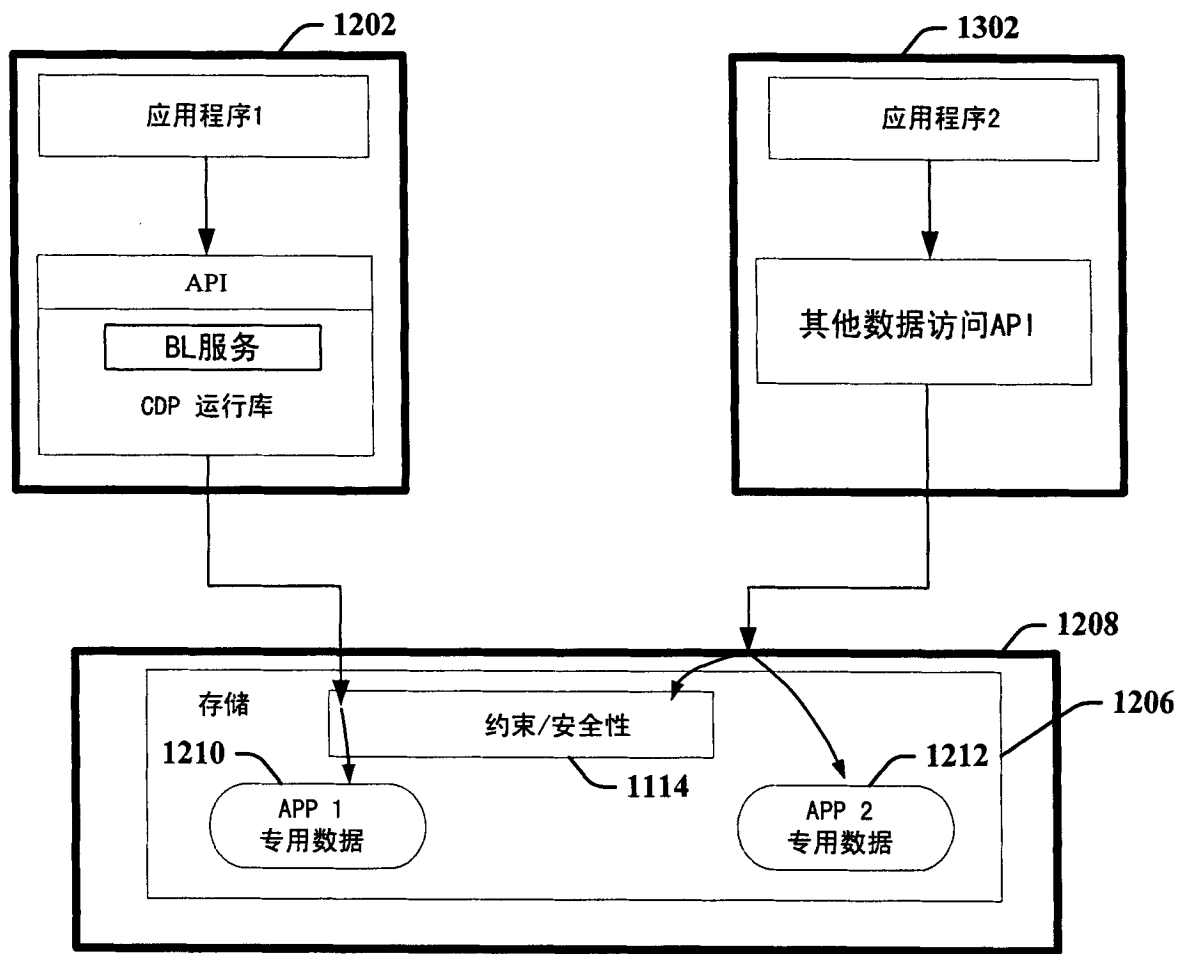 1202
1302
应用程序1
应用程序2
API
BL服务
CDP 运行库
其他数据访问API
1208
存储
约束/安全性
1206
1210
1114
1212
APP 1
专用数据
APP 2
专用数据